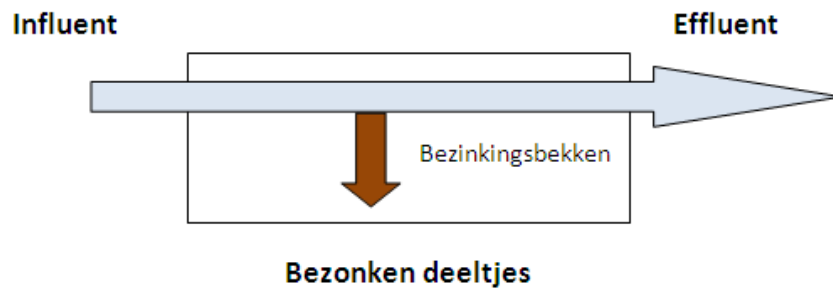 Influent
Effluent
Bezinkingsbekken
Bezonken deeltjes